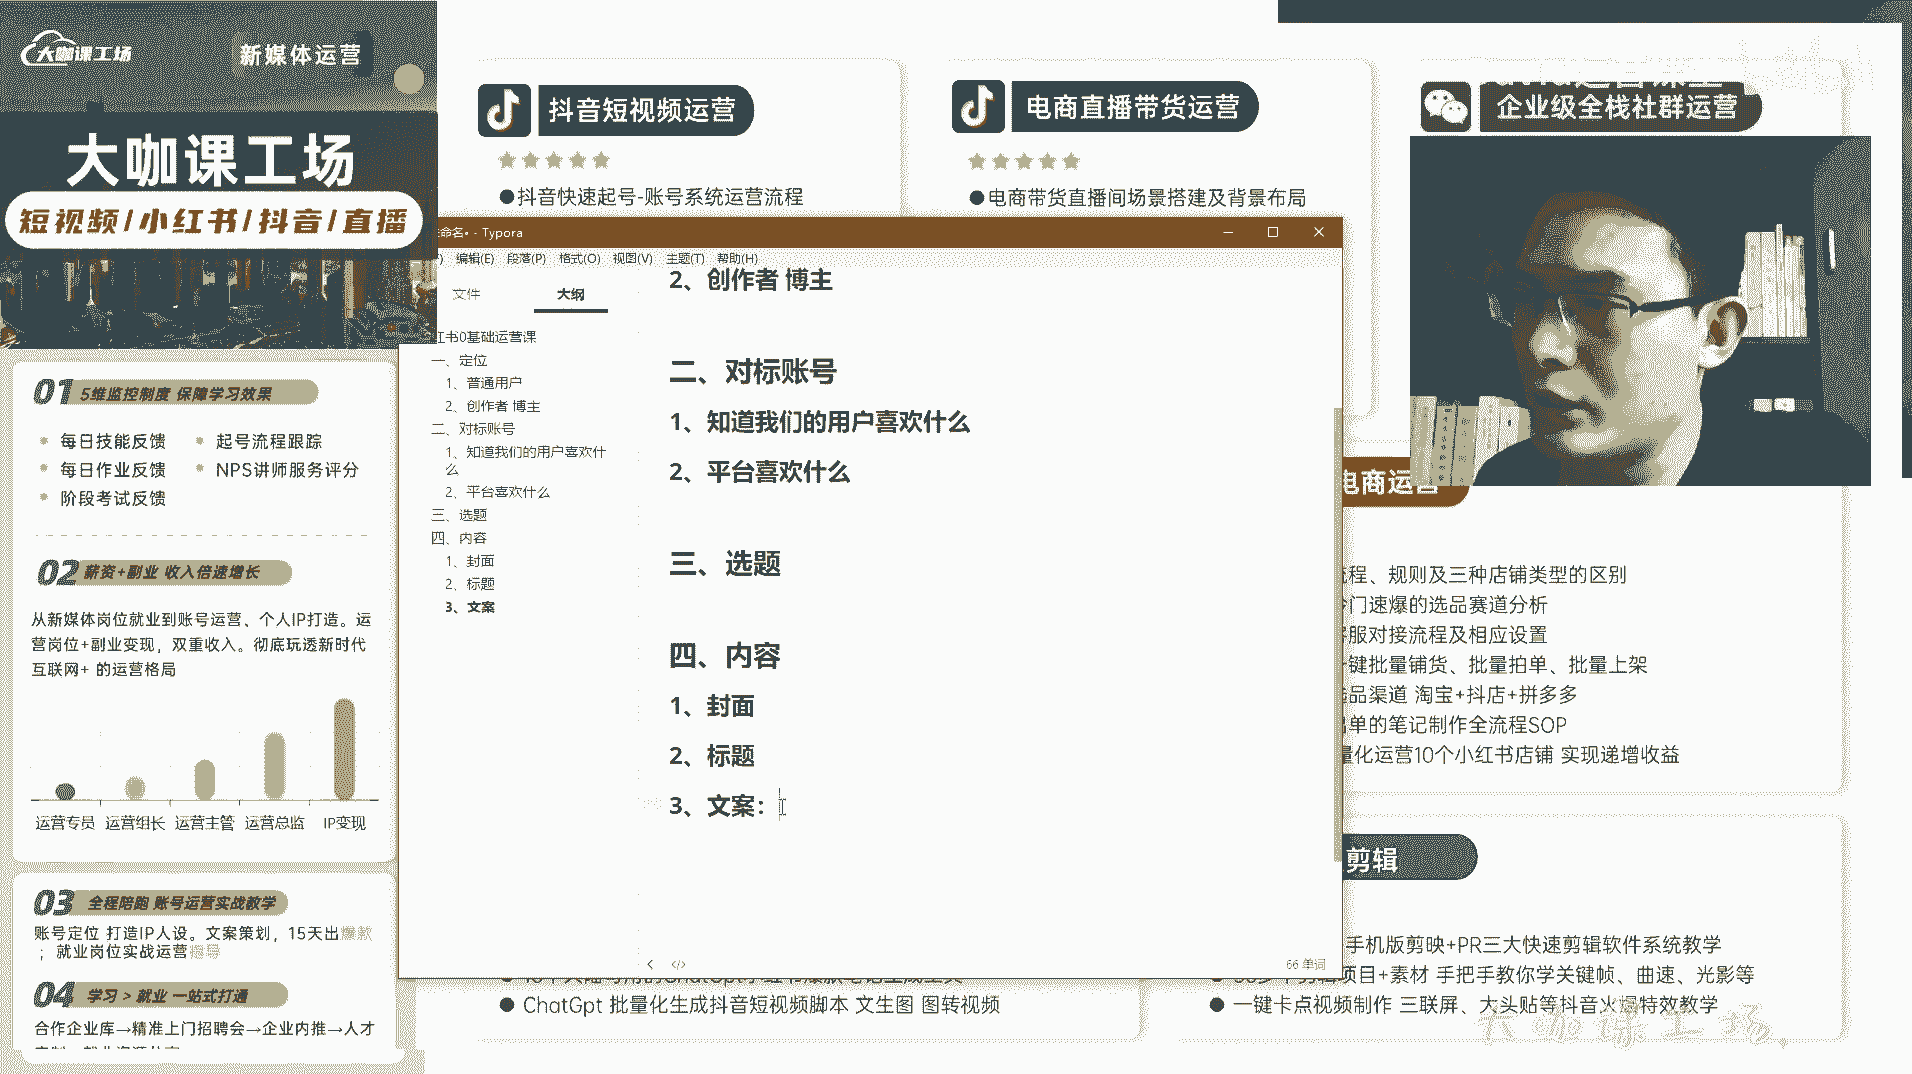 大咖课工场
新媒体运营
大咖课工场
短视频/小红书/抖音/直播
01 5维监控制度 保障学习效果
每日技能反馈
起号流程跟踪
每日作业反馈
NPS讲师服务评分
阶段考试反馈
02 薪资+副业 收入倍速增长
从新媒体岗位就业到账号运营、个人IP打造。运
营岗位+副业变现，双重收入。彻底玩透新时代
互联网+ 的运营格局
运营专员 运营组长 运营主管 运营总监 IP变现
03 全程陪跑 账号运营实战教学
账号定位 打造IP人设。文案策划，15天出爆款
；就业岗位实战运营指导
04 学习 > 就业 一站式打通
合作企业库→精准上门招聘会→企业内推→人才
抖音短视频运营
●抖音快速起号-账号系统运营流程
电商直播带货运营
●电商带货直播间场景搭建及背景布局
企业级全栈社群运营
命名• - Typora
编辑(E) 段落(P) 格式(O) 视图(V) 主题(T) 帮助(H)
文件
大纲
红书0基础运营课
一、定位
1、普通用户
2、创作者 博主
二、对标账号
1、知道我们的用户喜欢什
么
2、平台喜欢什么
三、选题
四、内容
1、封面
2、标题
3、文案
2、创作者 博主
二、对标账号
1、知道我们的用户喜欢什么
2、平台喜欢什么
三、选题
四、内容
1、封面
2、标题
3、文案：
66 单词
电商运营
流程、规则及三种店铺类型的区别
冷门速爆的选品赛道分析
客服对接流程及相应设置
一键批量铺货、批量拍单、批量上架
选品渠道 淘宝+抖店+拼多多
出单的笔记制作全流程SOP
量化运营10个小红书店铺 实现递增收益
剪辑
手机版剪映+PR三大快速剪辑软件系统教学
项目+素材 手把手教你学关键帧、曲速、光影等
● 一键卡点视频制作 三联屏、大头贴等抖音火爆特效教学
● ChatGpt 批量化生成抖音短视频脚本 文生图 图转视频
大咖课工场